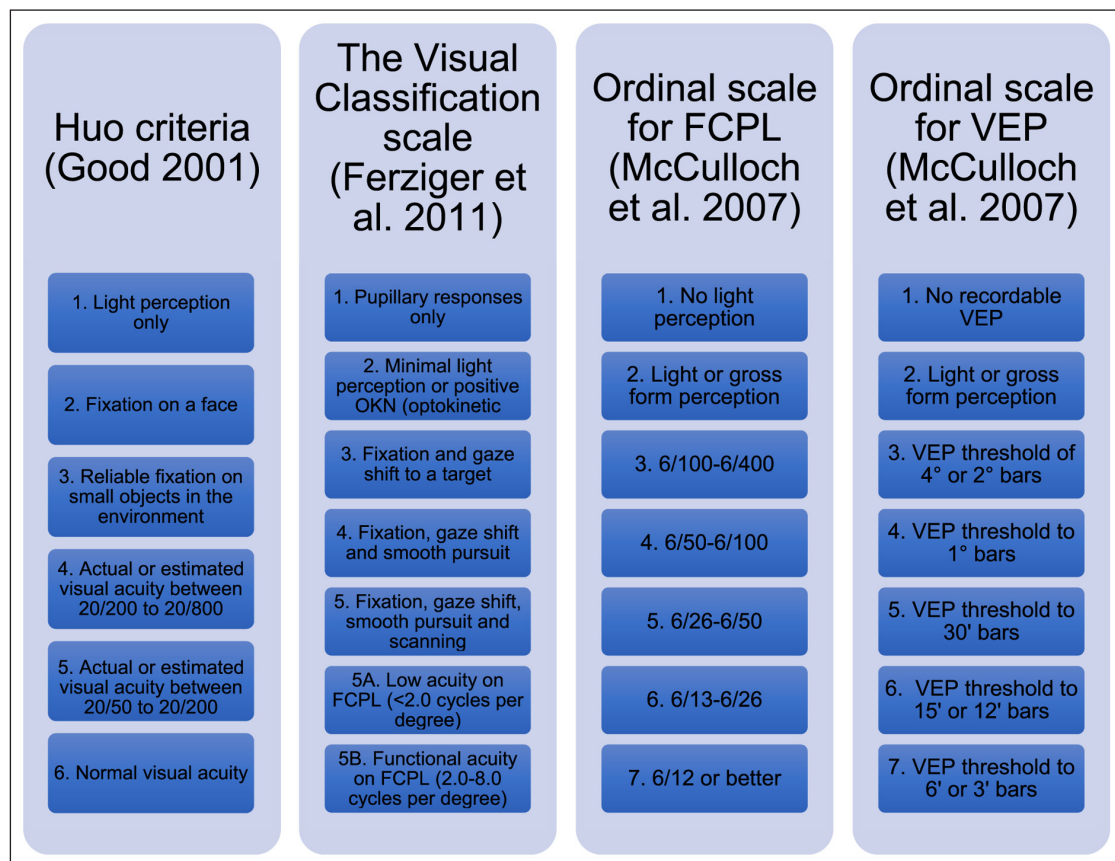 Huo criteria
(Good 2001)
1. Light perception
only
2. Fixation on a face
3. Reliable fixation on
small objects in the
environment
4. Actual or estimated
visual acuity between
20/200 to 20/800
5. Actual or estimated
visual acuity between
20/50 to 20/200
6. Normal visual acuity
The Visual
Classification
scale
(Ferziger et
al. 2011)
1. Pupillary responses
only
2. Minimal light
perception or positive
OKN (optokinetic
3. Fixation and gaze
shift to a target
4. Fixation, gaze shift
and smooth pursuit
5. Fixation, gaze shift,
smooth pursuit and
scanning
5A. Low acuity on
FCPL (<2.0 cycles per
degree)
5B. Functional acuity
on FCPL (2.0-8.0
cycles per degree)
Ordinal scale
for FCPL
(McCulloch
et al. 2007)
1. No light
perception
2. Light or gross
form perception
3. 6/100-6/400
4. 6/50-6/100
5. 6/26-6/50
6. 6/13-6/26
7. 6/12 or better
Ordinal scale
for VEP
(McCulloch
et al. 2007)
1. No recordable
VEP
2. Light or gross
form perception
3. VEP threshold of
4° or 2° bars
4. VEP threshold to
1° bars
5. VEP threshold to
30' bars
6. VEP threshold to
15' or 12' bars
7. VEP threshold to
6' or 3' bars